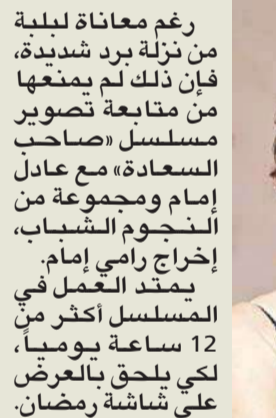 رغم معاناة لبلبة
من نزلة برد شديدة،
فإن ذلك لم يمنعها
من متابعة تصوير
مسلسل «صاحب
السعادة» مع عادل
إمام ومجموعة من
النجوم الشباب،
إخراج رامي إمام.
يمتد العمل في
المسلسل أكثر من
12 ساعة يومياً،
لكي يلحق بالعرض
على شاشة رمضان.